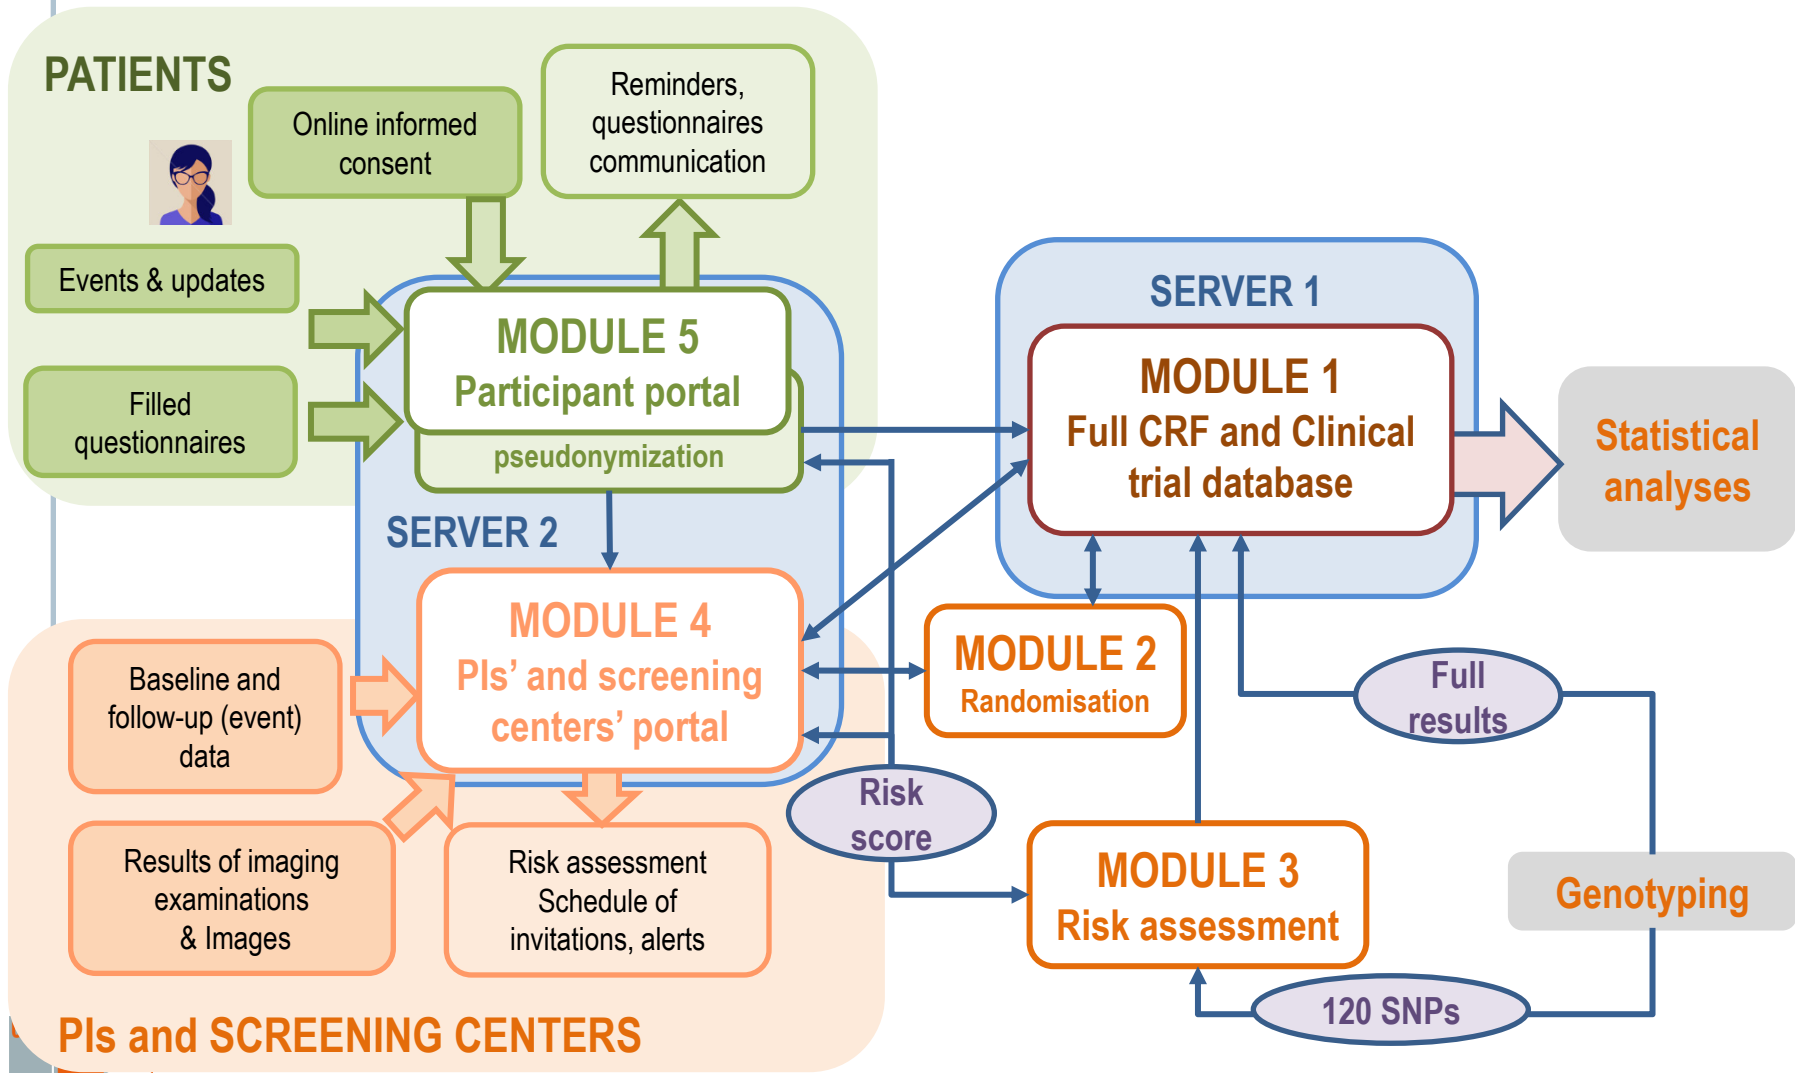 PATIENTS
Online informed
consent
Reminders,
questionnaires
communication
Events & updates
Filled
questionnaires
MODULE 5
Participant portal
pseudonymization
SERVER 2
SERVER 1
MODULE 1
Full CRF and Clinical
trial database
Statistical
analyses
MODULE 4
PIs’ and screening
centers’ portal
MODULE 2
Randomisation
Full
results
Baseline and
follow-up (event)
data
Risk
score
Results of imaging
examinations
& Images
Risk assessment
Schedule of
invitations, alerts
MODULE 3
Risk assessment
Genotyping
120 SNPs
PIs and SCREENING CENTERS